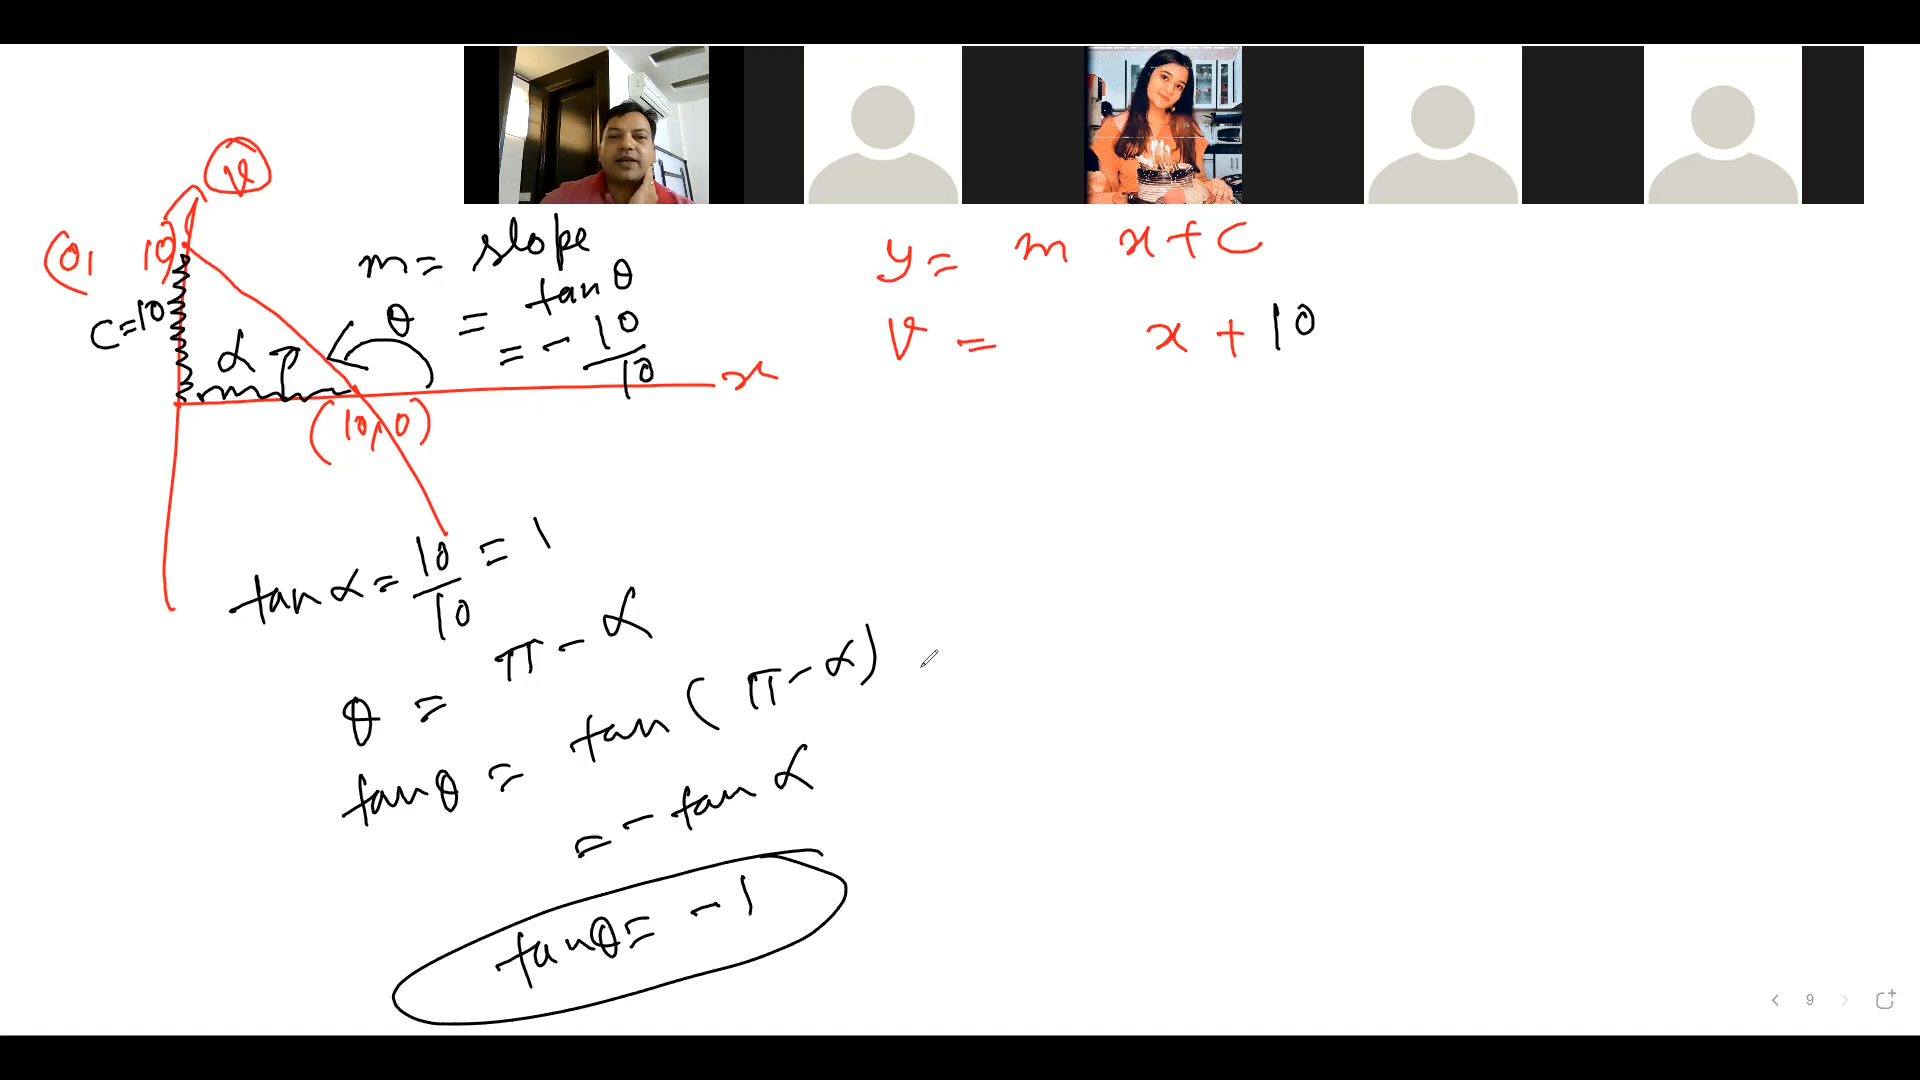 v
(0, 10)
C=10
α
θ
x
(10, 0)
m = slope
= tan θ
= - 10/10
y = m x + c
v = x + 10
tan α = 10/10 = 1
θ = π - α
tan θ = tan (π - α)
= - tan α
tan θ = - 1
9